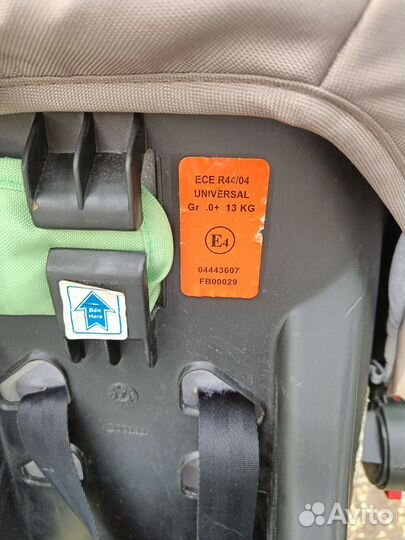 ECE R44/04
UNIVERSAL
Gr .0+ 13 KG
E4
04443607
FB00029
Belt
Here
Avito